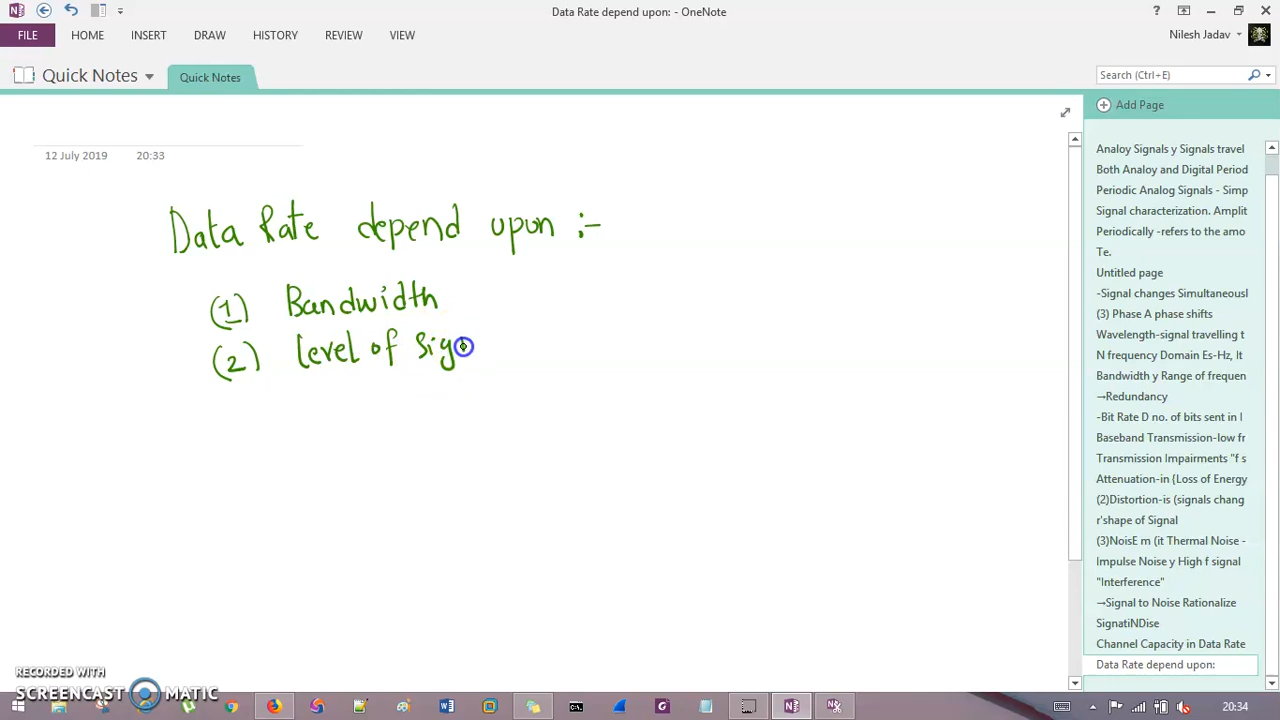 Data Rate depend upon: - OneNote
FILE HOME INSERT DRAW HISTORY REVIEW VIEW
Nilesh Jadav
Quick Notes
Quick Notes
Search (Ctrl+E)
Add Page
12 July 2019 20:33
Data Rate depend upon :-
(1) Bandwidth
(2) level of Sig
Analoy Signals y Signals travel
Both Analoy and Digital Period
Periodic Analog Signals - Simp
Signal characterization. Amplit
Periodically -refers to the amo
Te.
Untitled page
-Signal changes Simultaneousl
(3) Phase A phase shifts
Wavelength-signal travelling t
N frequency Domain Es-Hz, It
Bandwidth y Range of frequen
→Redundancy
-Bit Rate D no. of bits sent in l
Baseband Transmission-low fr
Transmission Impairments "f s
Attenuation-in {Loss of Energy
(2)Distortion-is (signals chang
r'shape of Signal
(3)NoisE m (it Thermal Noise -
Impulse Noise y High f signal
"Interference"
→Signal to Noise Rationalize
SignatiNDise
Channel Capacity in Data Rate
Data Rate depend upon:
RECORDED WITH
SCREENCAST MATIC
20:34